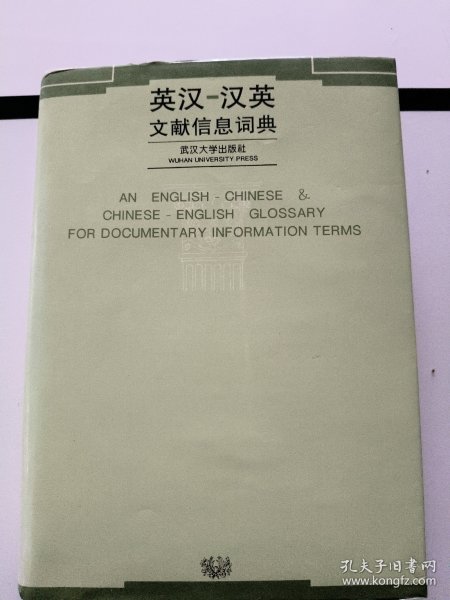 英汉-汉英
文献信息词典
武汉大学出版社
WUHAN UNIVERSITY PRESS
AN ENGLISH - CHINESE &
CHINESE - ENGLISH GLOSSARY
FOR DOCUMENTARY INFORMATION TERMS
孔夫子旧书网
www.kongfz.com